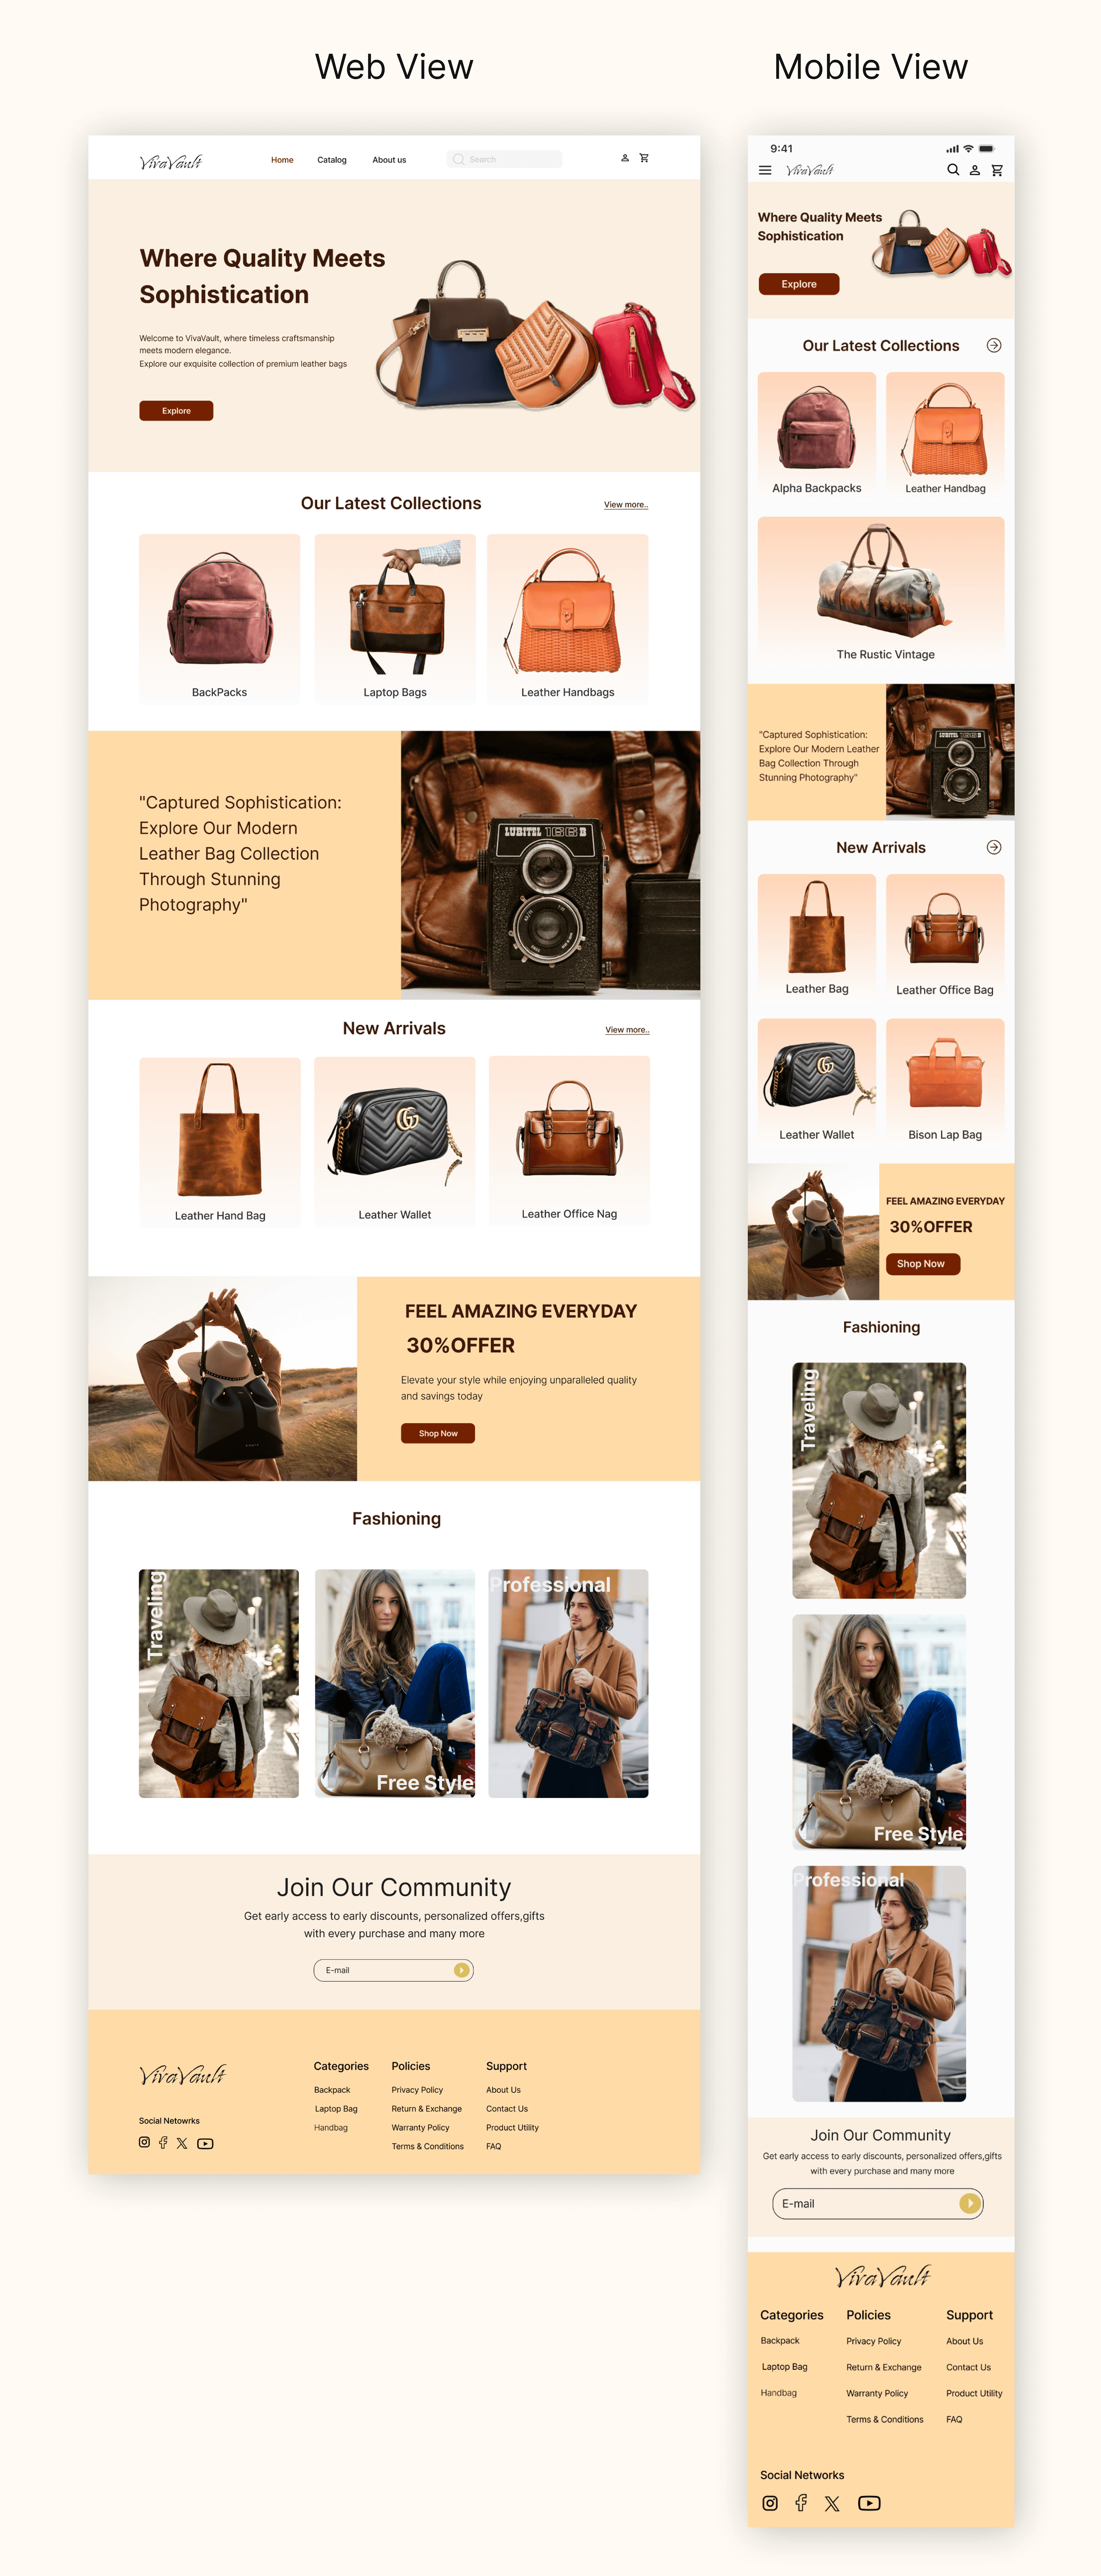 Web View
VivaVault
Home
Catalog
About us
Search
Where Quality Meets
Sophistication
Welcome to VivaVault, where timeless craftsmanship
meets modern elegance.
Explore our exquisite collection of premium leather bags
Explore
Our Latest Collections
View more..
BackPacks
Laptop Bags
Leather Handbags
"Captured Sophistication:
Explore Our Modern
Leather Bag Collection
Through Stunning
Photography"
LUBITEL 166 B
New Arrivals
View more..
Leather Hand Bag
Leather Wallet
Leather Office Nag
FEEL AMAZING EVERYDAY
30%OFFER
Elevate your style while enjoying unparalleled quality
and savings today
Shop Now
Fashioning
Traveling
Free Style
Professional
Join Our Community
Get early access to early discounts, personalized offers,gifts
with every purchase and many more
E-mail
VivaVault
Social Netowrks
Categories
Backpack
Laptop Bag
Handbag
Policies
Privacy Policy
Return & Exchange
Warranty Policy
Terms & Conditions
Support
About Us
Contact Us
Product Utility
FAQ
Mobile View
9:41
VivaVault
Where Quality Meets
Sophistication
Explore
Our Latest Collections
Alpha Backpacks
Leather Handbag
The Rustic Vintage
"Captured Sophistication:
Explore Our Modern Leather
Bag Collection Through
Stunning Photography"
LUBITEL 166 B
New Arrivals
Leather Bag
Leather Office Bag
Leather Wallet
Bison Lap Bag
FEEL AMAZING EVERYDAY
30%OFFER
Shop Now
Fashioning
Traveling
Free Style
Professional
Join Our Community
Get early access to early discounts, personalized offers,gifts
with every purchase and many more
E-mail
VivaVault
Categories
Backpack
Laptop Bag
Handbag
Policies
Privacy Policy
Return & Exchange
Warranty Policy
Terms & Conditions
Support
About Us
Contact Us
Product Utility
FAQ
Social Networks